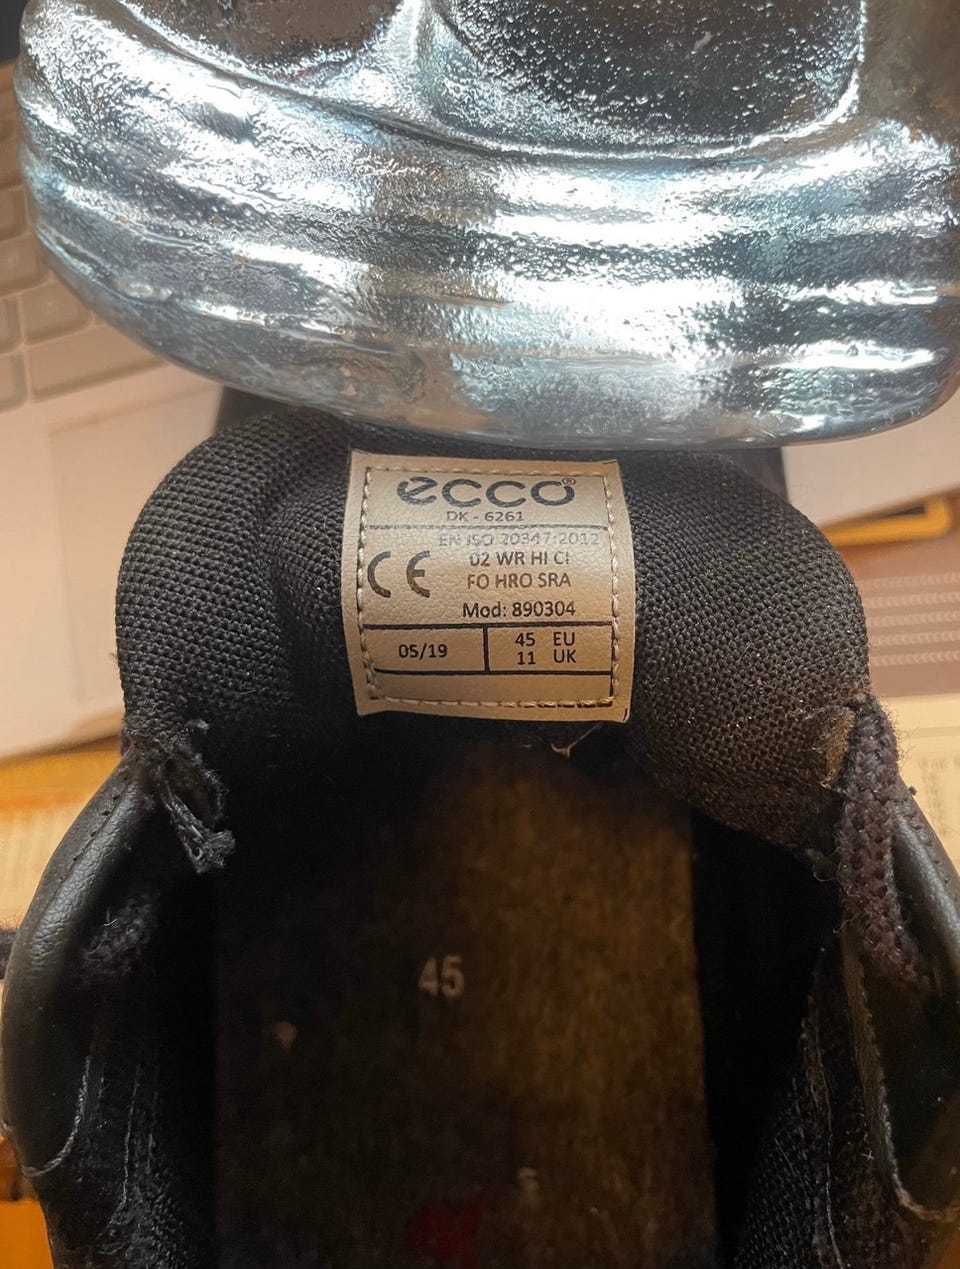 ecco®
DK - 6261
EN ISO 20347:2012
CE
02 WR HI CI
FO HRO SRA
Mod: 890304
05/19
45 EU
11 UK
45